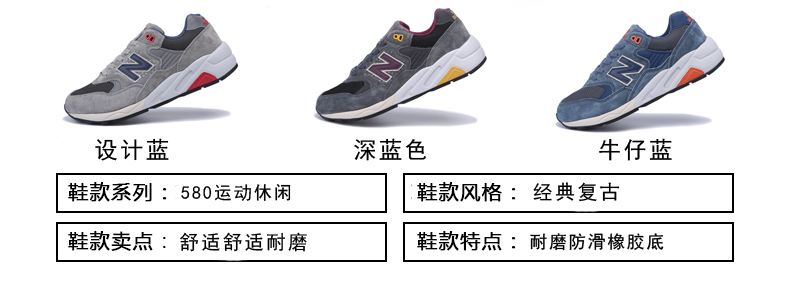 N N N
设计蓝 深蓝色 牛仔蓝
鞋款系列： 580运动休闲 鞋款风格： 经典复古
鞋款卖点： 舒适舒适耐磨 鞋款特点： 耐磨防滑橡胶底